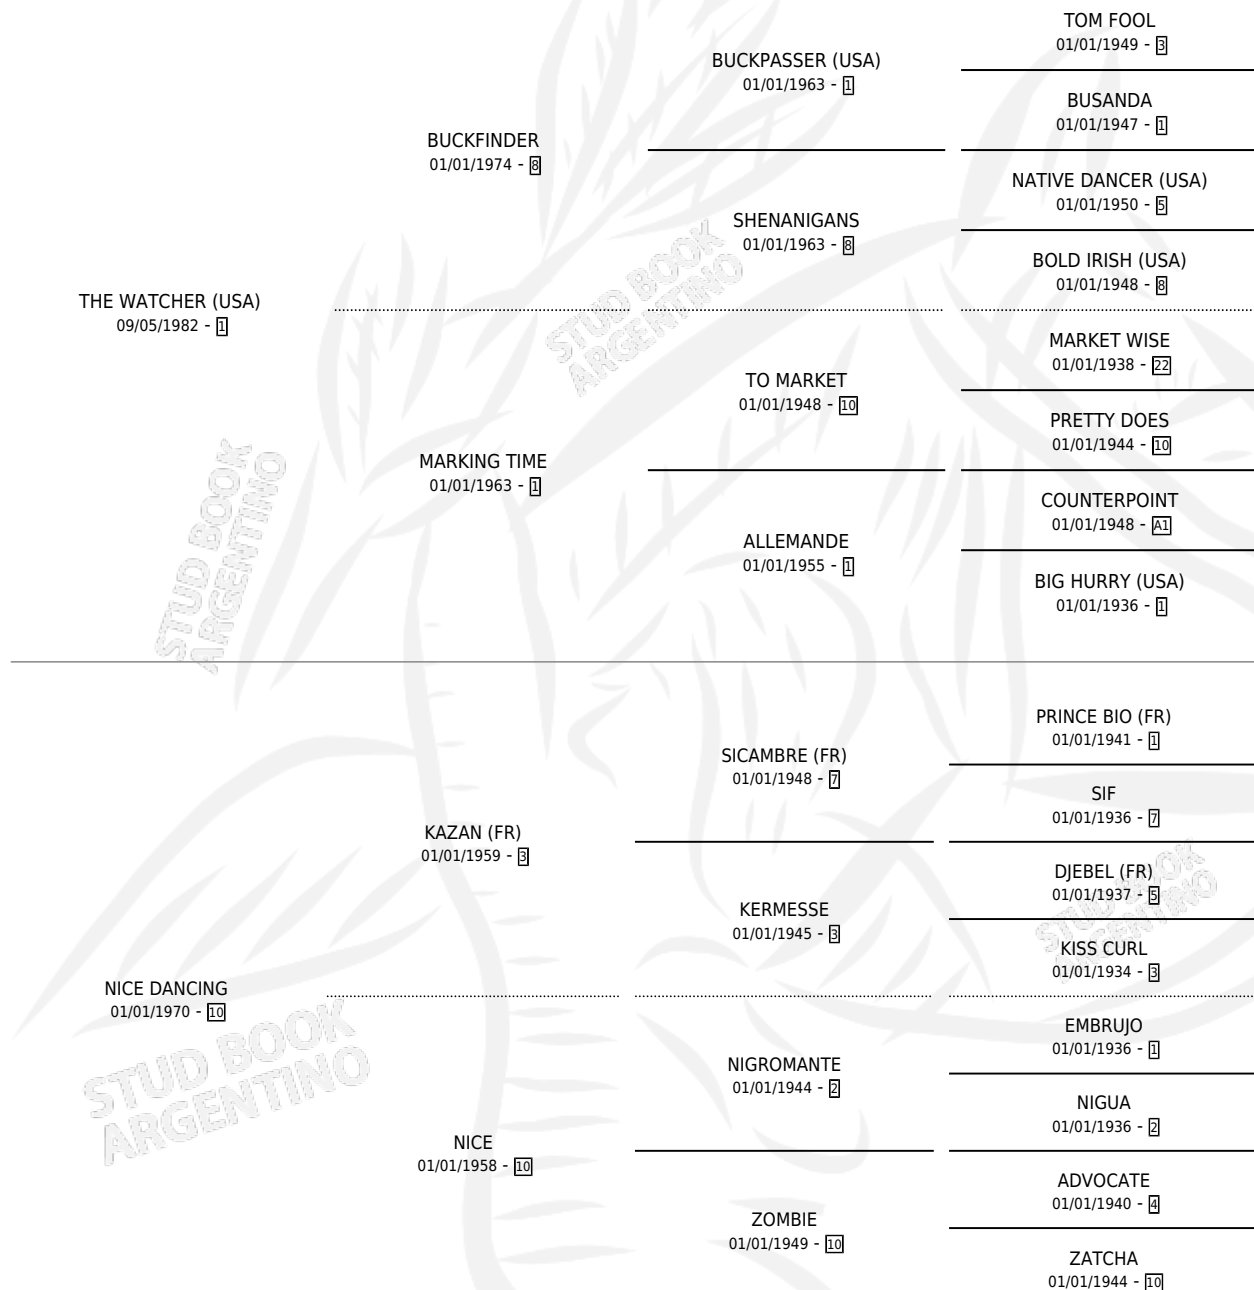 TOM FOOL
01/01/1949 - 3
BUCKPASSER (USA)
01/01/1963 - 1
BUSANDA
01/01/1947 - 1
BUCKFINDER
01/01/1974 - 8
NATIVE DANCER (USA)
01/01/1950 - 5
SHENANIGANS
01/01/1963 - 8
BOLD IRISH (USA)
01/01/1948 - 8
THE WATCHER (USA)
09/05/1982 - 1
MARKET WISE
01/01/1938 - 22
TO MARKET
01/01/1948 - 10
PRETTY DOES
01/01/1944 - 10
MARKING TIME
01/01/1963 - 1
COUNTERPOINT
01/01/1948 - A1
ALLEMANDE
01/01/1955 - 1
BIG HURRY (USA)
01/01/1936 - 1
PRINCE BIO (FR)
01/01/1941 - 1
SICAMBRE (FR)
01/01/1948 - 7
SIF
01/01/1936 - 7
KAZAN (FR)
01/01/1959 - 3
DJEBEL (FR)
01/01/1937 - 5
KERMESSE
01/01/1945 - 3
KISS CURL
01/01/1934 - 3
NICE DANCING
01/01/1970 - 10
EMBRUJO
01/01/1936 - 1
NIGROMANTE
01/01/1944 - 2
NIGUA
01/01/1936 - 2
NICE
01/01/1958 - 10
ADVOCATE
01/01/1940 - 4
ZOMBIE
01/01/1949 - 10
ZATCHA
01/01/1944 - 10
STUD BOOK
ARGENTINO
STUD BOOK
ARGENTINO
STUD BOOK
ARGENTINO
STUD BOOK
ARGENTINO